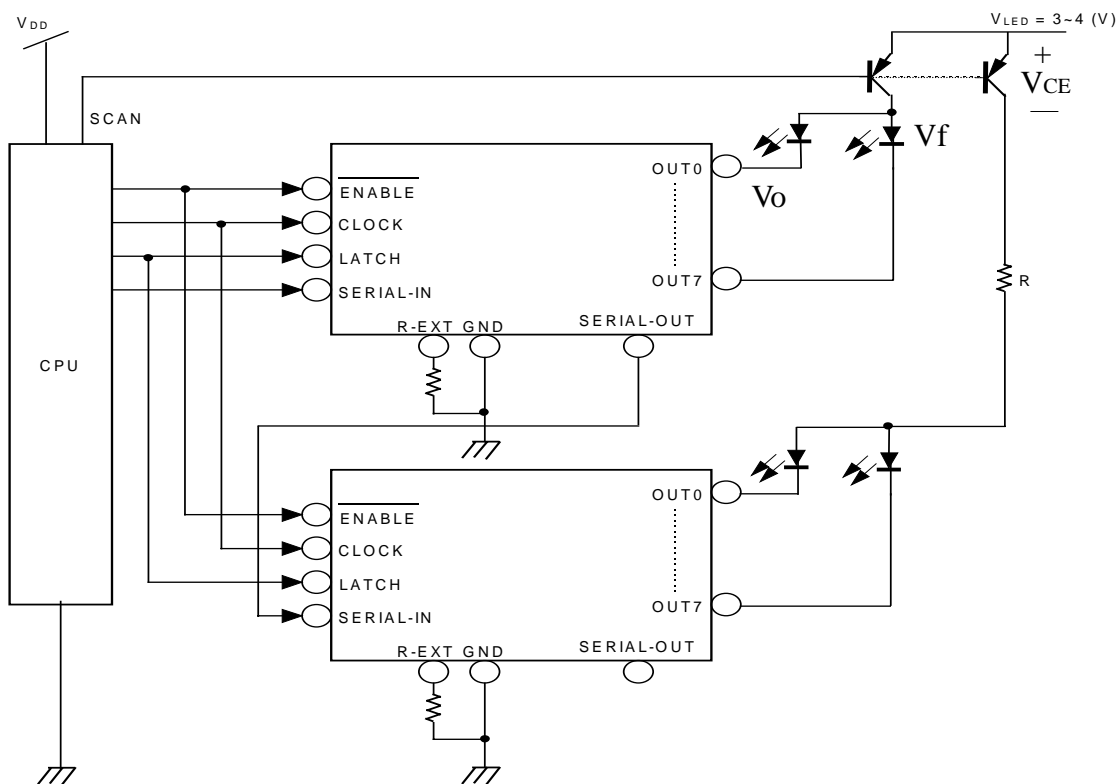 VDD
VLED = 3~4 (V)
+
VCE
—
SCAN
Vf
OUT0
ENABLE
Vo
CLOCK
LATCH
OUT7
SERIAL-IN
R
R-EXT GND
SERIAL-OUT
CPU
OUT0
ENABLE
CLOCK
LATCH
OUT7
SERIAL-IN
R-EXT GND
SERIAL-OUT